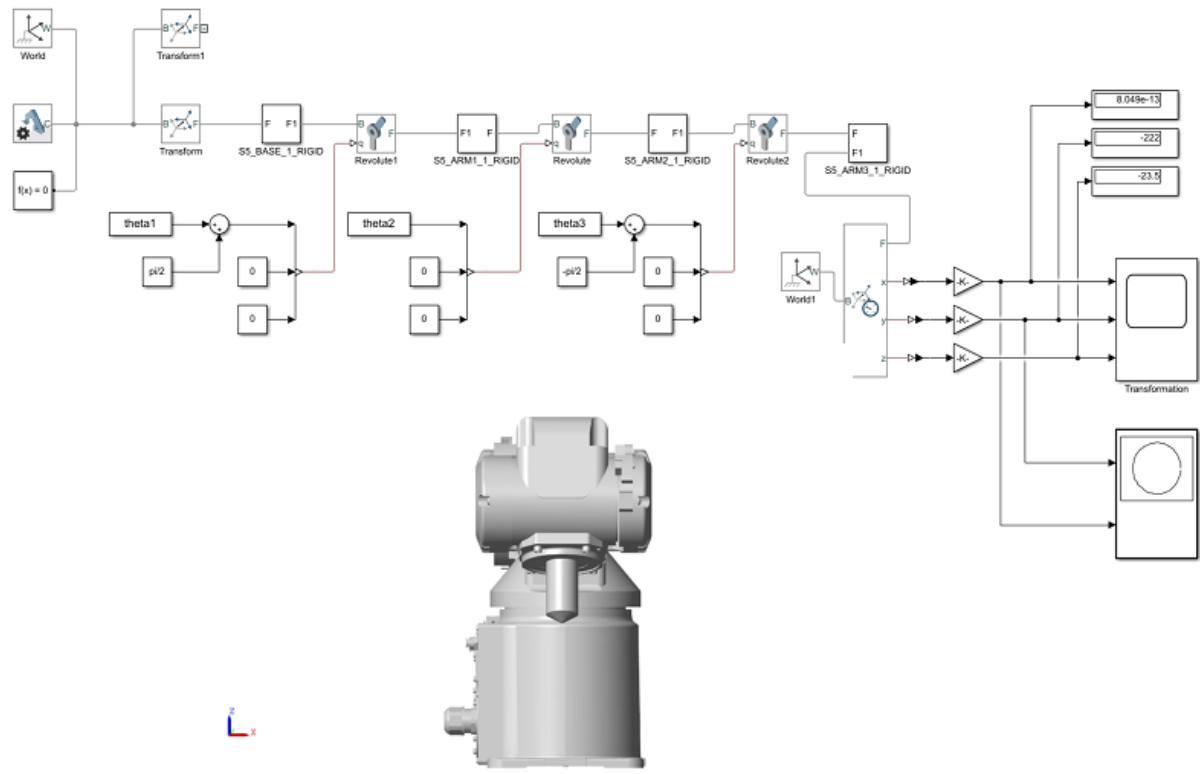 W
World
B F
Transform1
C
B F
Transform
F F1
S5_BASE_1_RIGID
B
q
F
Revolute1
F1 F
S5_ARM1_1_RIGID
B
q
F
Revolute
F F1
S5_ARM2_1_RIGID
B
q
F
Revolute2
F
F1
S5_ARM3_1_RIGID
8.049e-13
-222
-23.5
f(x) = 0
theta1
pi/2
0
0
theta2
0
0
theta3
-pi/2
0
0
W
World1
B
F
x
y
z
-K-
-K-
-K-
Transformation
z
x